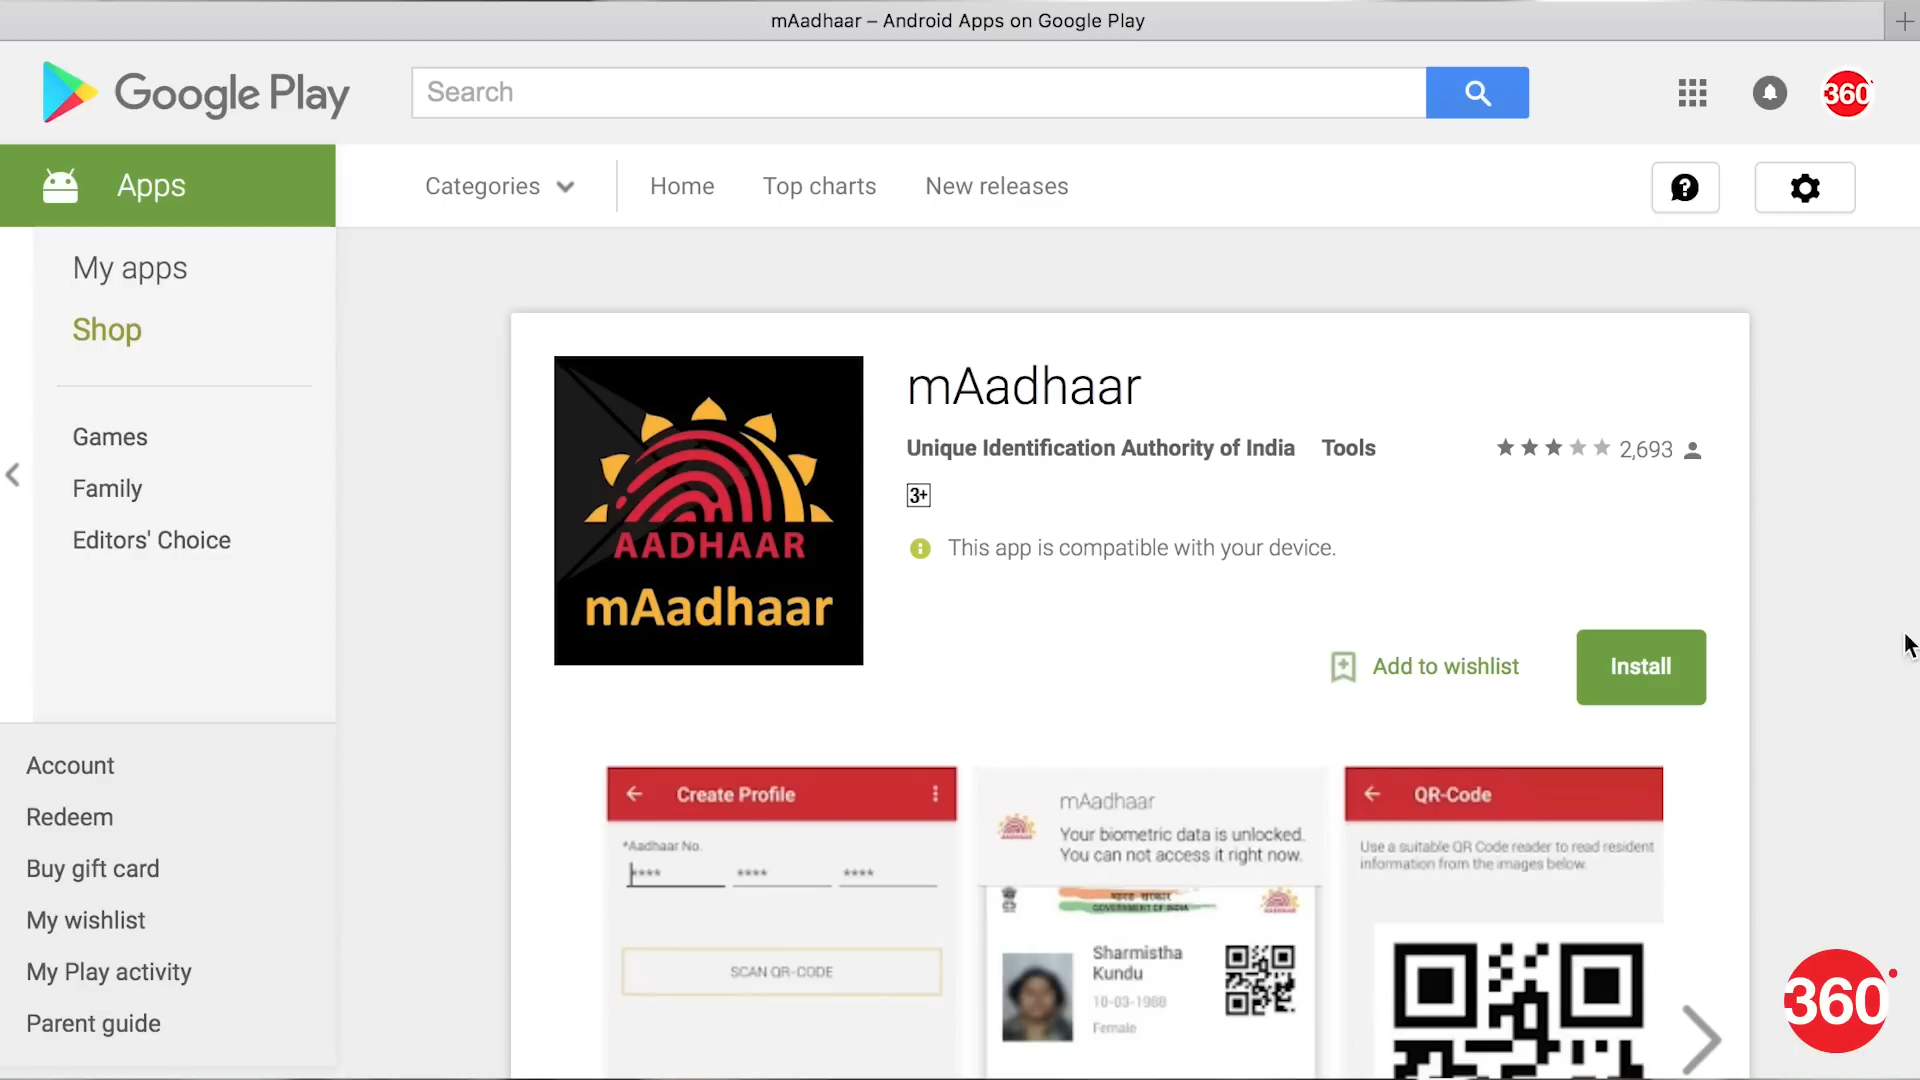 mAadhaar – Android Apps on Google Play
Google Play
Search
360
Apps
Categories
Home
Top charts
New releases
My apps
Shop
Games
Family
Editors' Choice
Account
Redeem
Buy gift card
My wishlist
My Play activity
Parent guide
AADHAAR
mAadhaar
mAadhaar
Unique Identification Authority of India Tools
2,693
3+
This app is compatible with your device.
Add to wishlist
Install
Create Profile
*Aadhaar No.
**** **** ****
SCAN QR-CODE
mAadhaar
Your biometric data is unlocked.
You can not access it right now.
भारत सरकार
GOVERNMENT OF INDIA
Sharmistha
Kundu
10-03-1988
Female
QR-Code
Use a suitable QR Code reader to read resident
information from the images below.
360